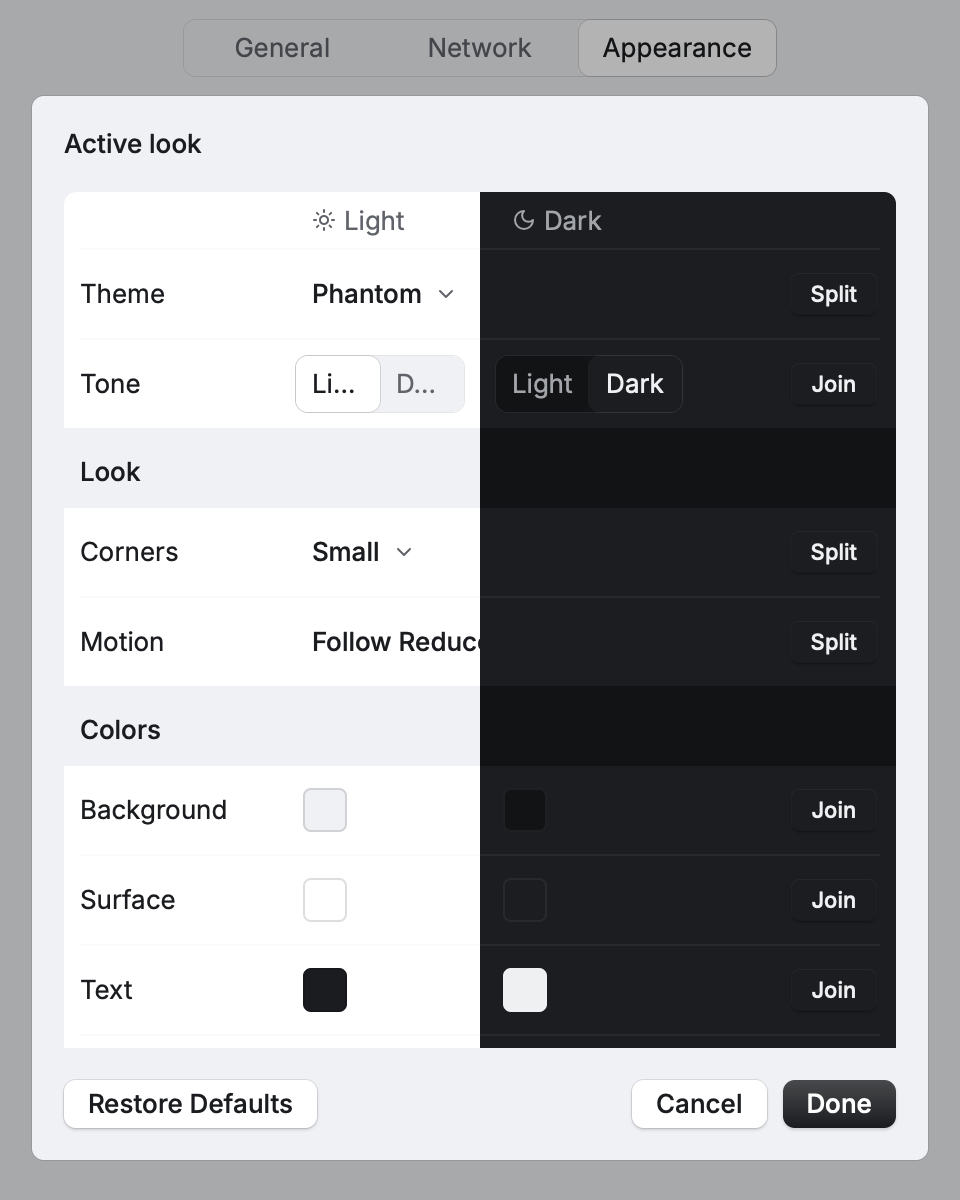 General Network Appearance
Active look
Light Dark
Theme Phantom Split
Tone Li... D... Light Dark Join
Look
Corners Small Split
Motion Follow Reduc Split
Colors
Background Join
Surface Join
Text Join
Restore Defaults Cancel Done